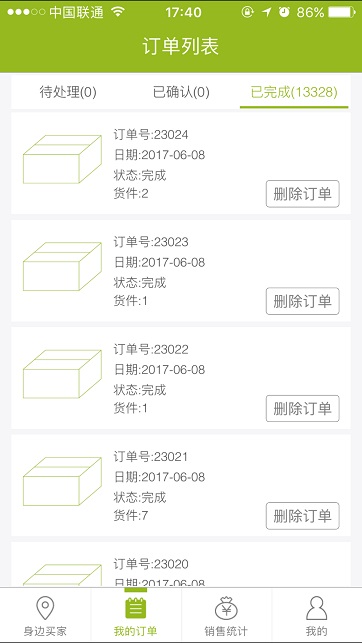 中国联通 17:40 86%
订单列表
待处理(0) 已确认(0) 已完成(13328)
订单号:23024
日期:2017-06-08
状态:完成
货件:2
删除订单
订单号:23023
日期:2017-06-08
状态:完成
货件:1
删除订单
订单号:23022
日期:2017-06-08
状态:完成
货件:1
删除订单
订单号:23021
日期:2017-06-08
状态:完成
货件:7
删除订单
订单号:23020
身边买家 我的订单 销售统计 我的